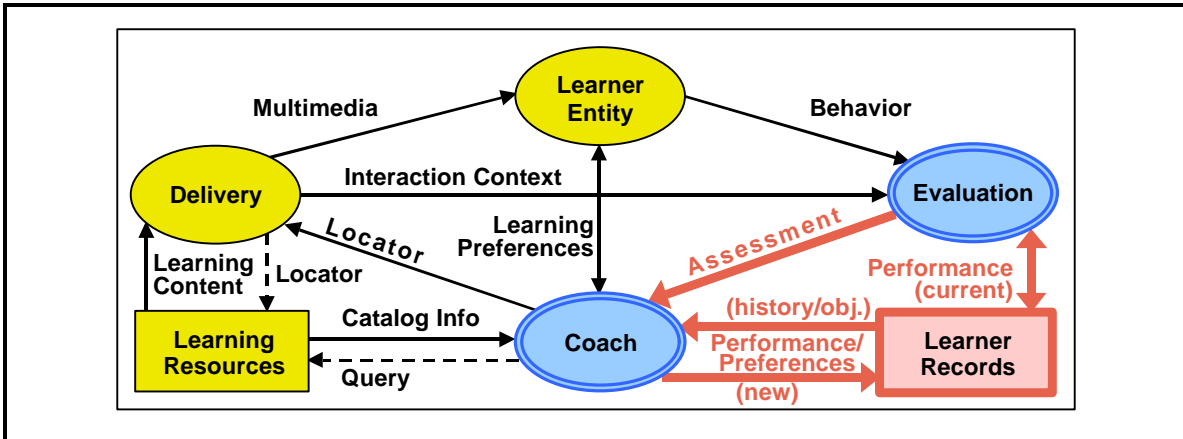 Learner
Entity
Multimedia
Behavior
Delivery
Interaction Context
Evaluation
Learning
Preferences
Locator
Assessment
Learning
Content
Locator
Performance
(current)
Learning
Resources
Catalog Info
Query
Coach
(history/obj.)
Performance/
Preferences
(new)
Learner
Records